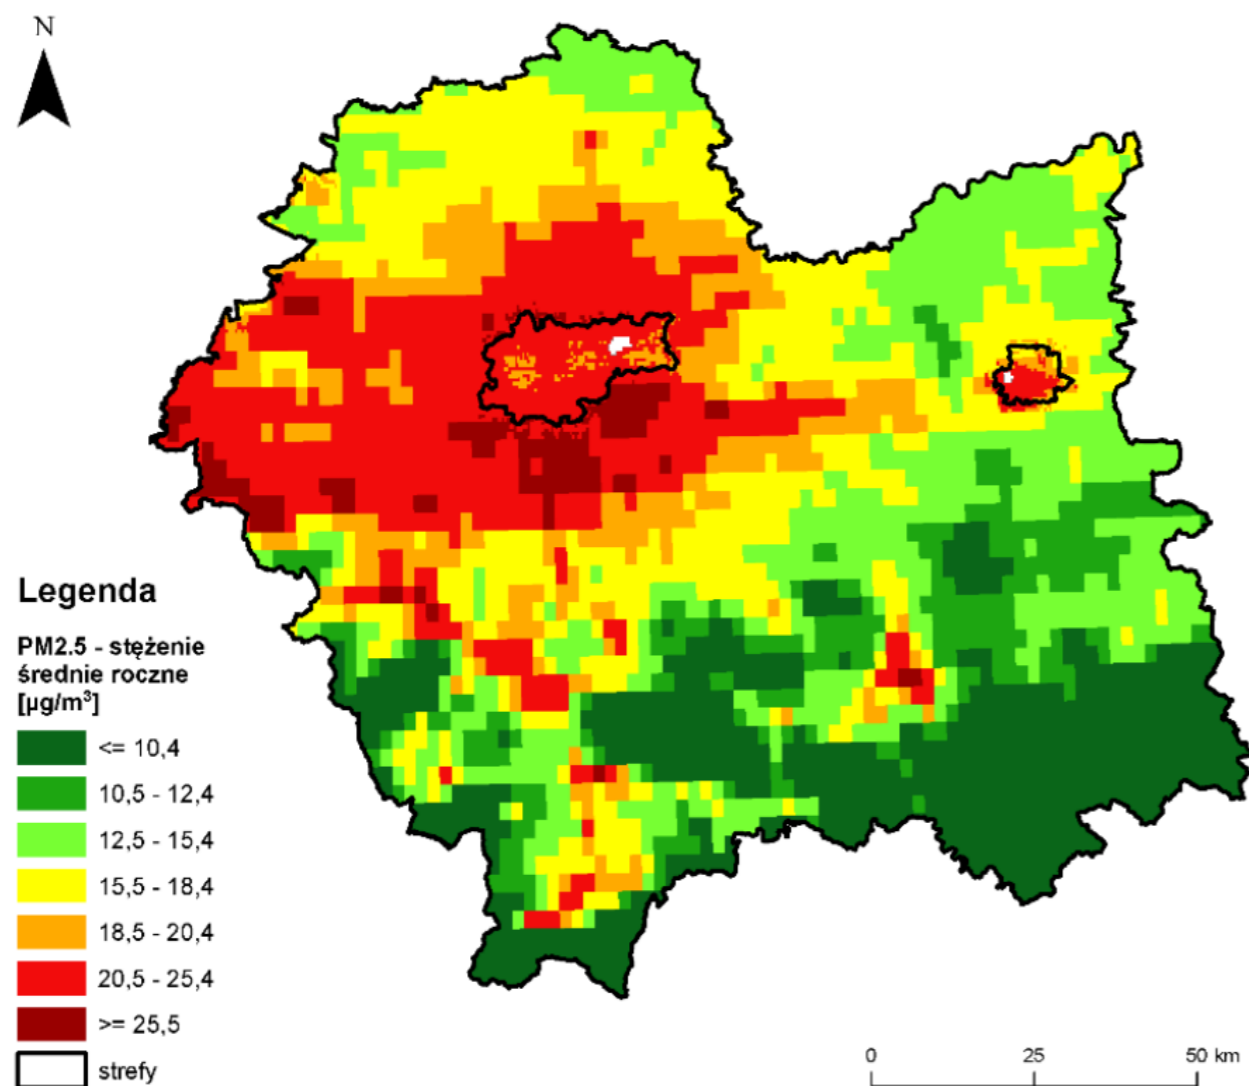 N
Legenda
PM2.5 - stężenie
średnie roczne
[µg/m³]
<= 10,4
10,5 - 12,4
12,5 - 15,4
15,5 - 18,4
18,5 - 20,4
20,5 - 25,4
>= 25,5
strefy
0 25 50 km